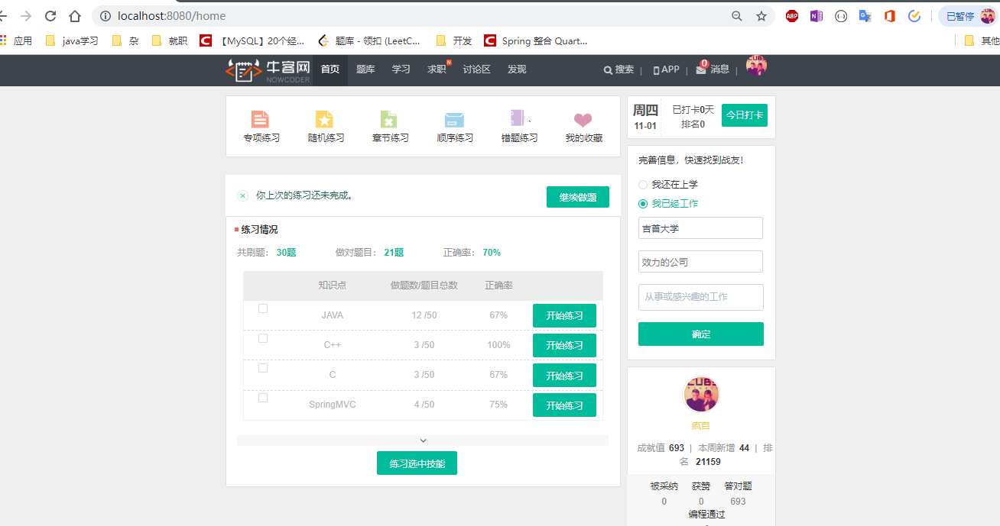 localhost:8080/home
ABP
已暂停
应用 java学习 杂 就职 【MySQL】20个经... 题库 - 领扣 (LeetC... 开发 Spring 整合 Quart... 其他
牛客网
NOWCODER
首页 题库 学习 求职 N 讨论区 发现 搜索 | APP | 0 消息 |
专项练习 随机练习 章节练习 顺序练习 错题练习 我的收藏
你上次的练习还未完成。 继续做题
练习情况
共刷题: 30题 做对题目: 21题 正确率: 70%
知识点 做题数/题目总数 正确率
JAVA 12 /50 67% 开始练习
C++ 3 /50 100% 开始练习
C 3 /50 67% 开始练习
SpringMVC 4 /50 75% 开始练习
练习选中技能
周四 已打卡0天 今日打卡
11-01 排名0
完善信息，快速找到战友！
我还在上学
我已经工作
吉首大学
效力的公司
从事或感兴趣的工作
确定
疯自
成就值 693 | 本周新增 44 | 排
名 21159
被采纳 获赞 答对题
0 0 693
编程通过